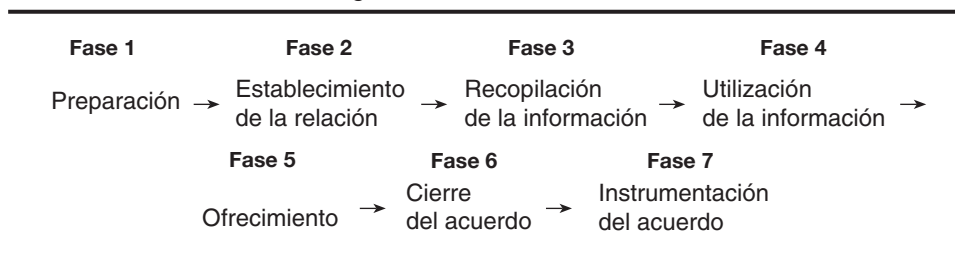 Fase 1 Fase 2 Fase 3 Fase 4
Preparación → Establecimiento de la relación → Recopilación de la información → Utilización de la información →
Fase 5 Fase 6 Fase 7
Ofrecimiento → Cierre del acuerdo → Instrumentación del acuerdo